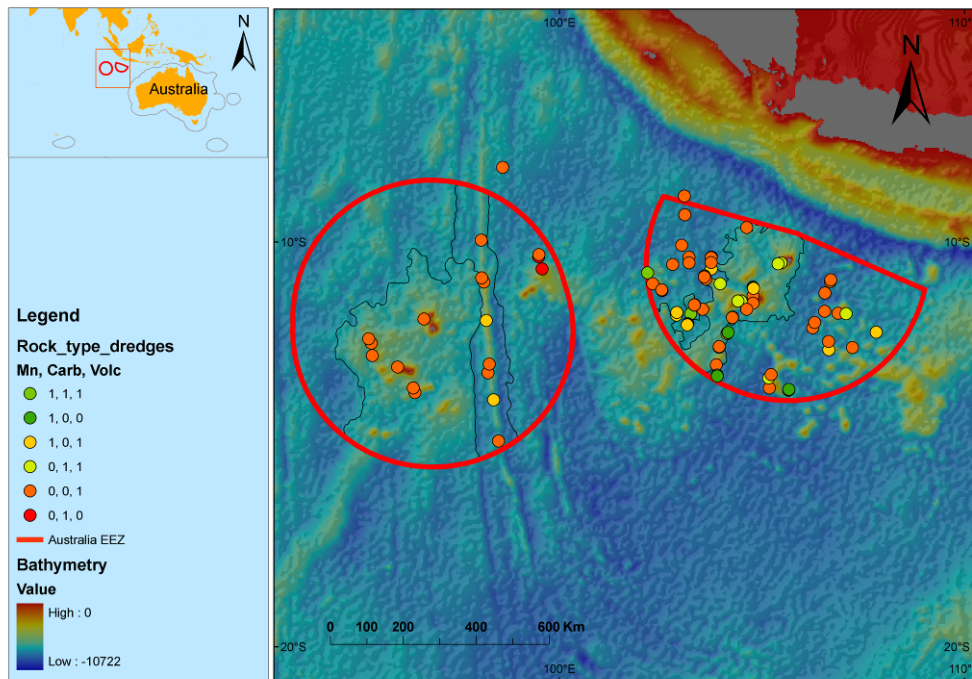 N
Australia
Legend
Rock_type_dredges
Mn, Carb, Volc
1, 1, 1
1, 0, 0
1, 0, 1
0, 1, 1
0, 0, 1
0, 1, 0
Australia EEZ
Bathymetry
Value
High : 0
Low : -10722
100°E
110°
N
10°S
10°S
0 100 200 400 600 Km
20°S
20°S
100°E
110°